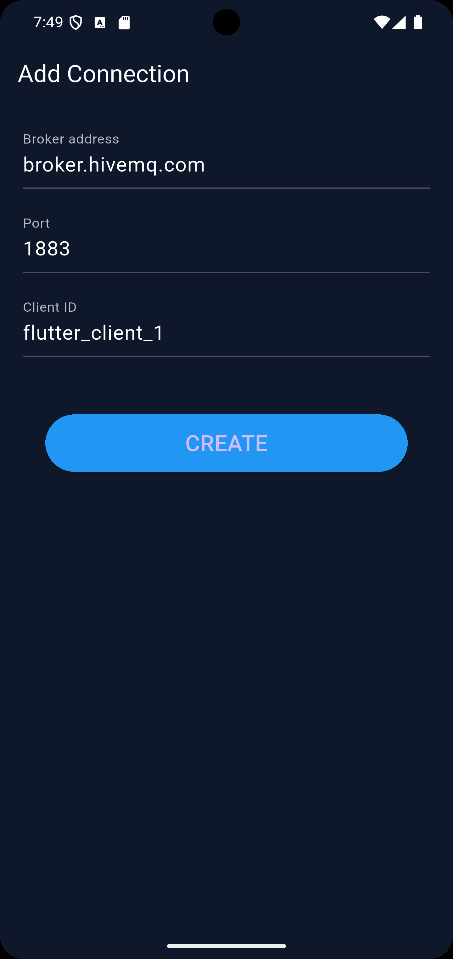 7:49
Add Connection
Broker address
broker.hivemq.com
Port
1883
Client ID
flutter_client_1
CREATE